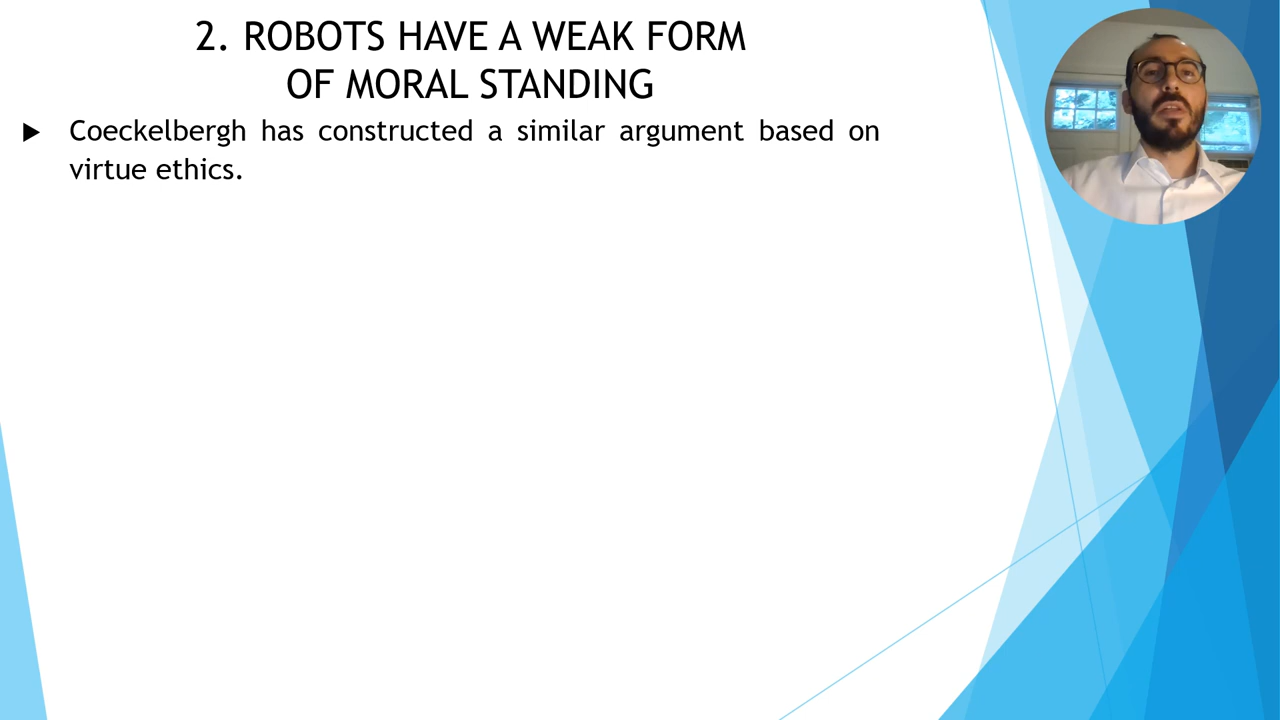 2. ROBOTS HAVE A WEAK FORM
OF MORAL STANDING
Coeckelbergh has constructed a similar argument based on
virtue ethics.